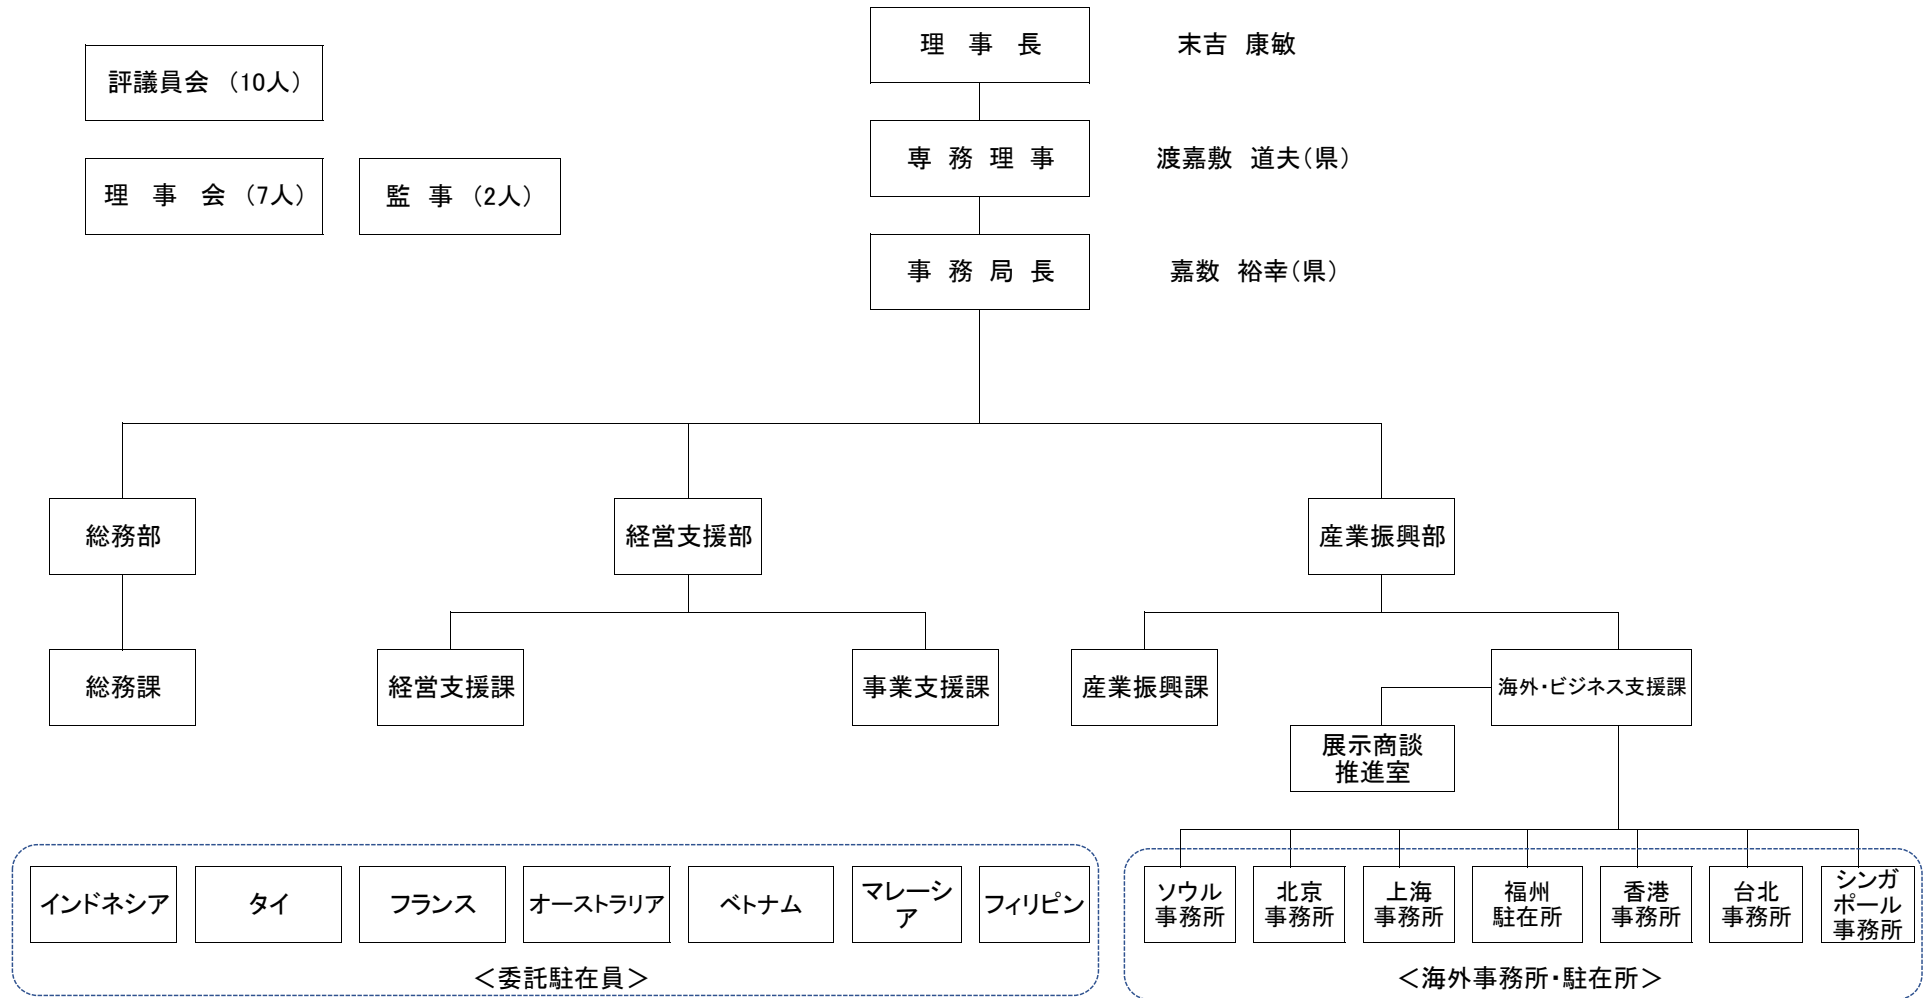 理　事　長
末吉　康敏
評議員会 （10人）
専 務 理 事
渡嘉敷　道夫（県）
理　事　会 （7人）
監　事 （2人）
事 務 局 長
嘉数　裕幸（県）
総務部
経営支援部
産業振興部
総務課
経営支援課
事業支援課
産業振興課
海外・ビジネス支援課
展示商談
推進室
インドネシア
タイ
フランス
オーストラリア
ベトナム
マレーシ
ア
フィリピン
＜委託駐在員＞
ソウル
事務所
北京
事務所
上海
事務所
福州
駐在所
香港
事務所
台北
事務所
シンガ
ポール
事務所
＜海外事務所・駐在所＞